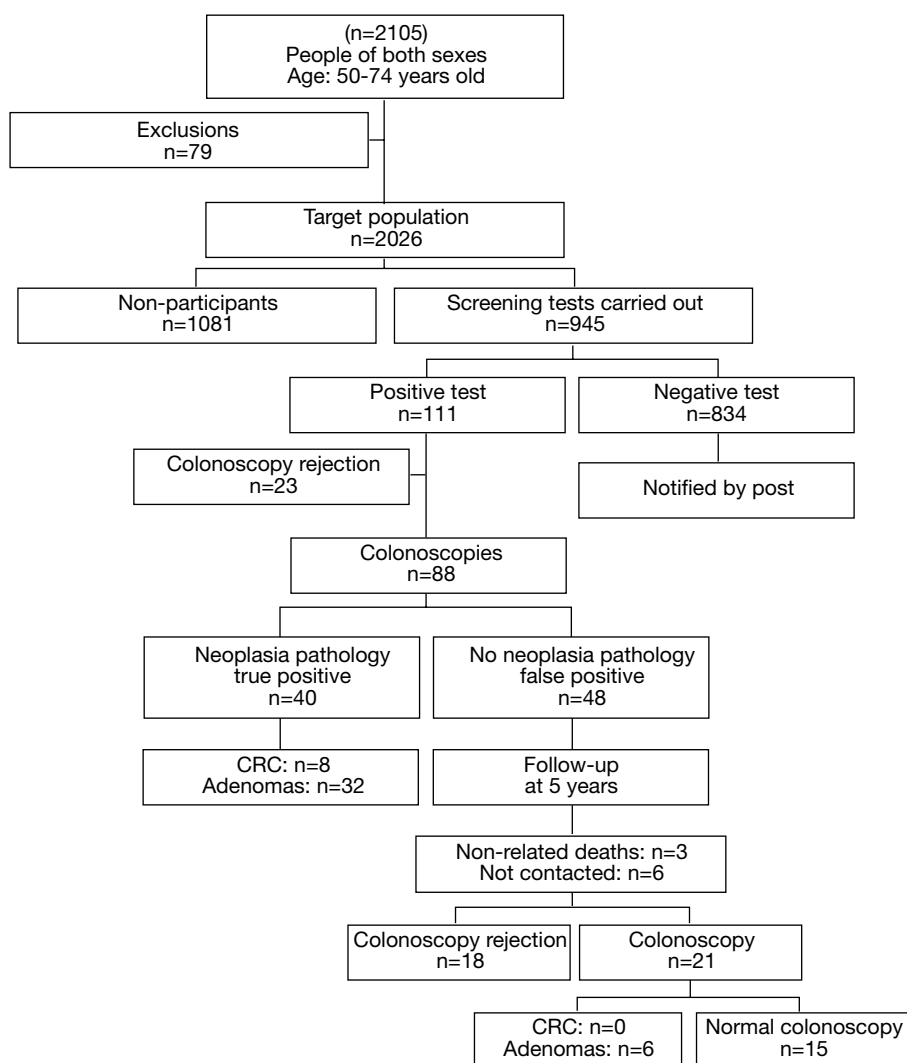 (n=2105)
People of both sexes
Age: 50-74 years old
Exclusions
n=79
Target population
n=2026
Non-participants
n=1081
Screening tests carried out
n=945
Positive test
n=111
Negative test
n=834
Colonoscopy rejection
n=23
Notified by post
Colonoscopies
n=88
Neoplasia pathology
true positive
n=40
No neoplasia pathology
false positive
n=48
CRC: n=8
Adenomas: n=32
Follow-up
at 5 years
Non-related deaths: n=3
Not contacted: n=6
Colonoscopy rejection
n=18
Colonoscopy
n=21
CRC: n=0
Adenomas: n=6
Normal colonoscopy
n=15